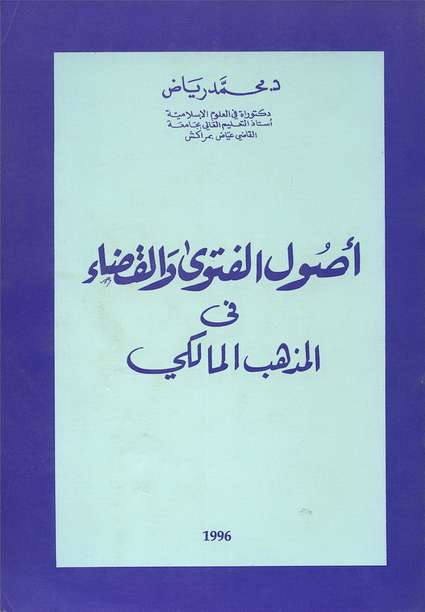 د. محمد رياض
دكتوراة في العلوم الإسلامية
أستاذ التعليم العالي بجامعة
القاضي عياض بمراكش
أصول الفتوى والقضاء
في
المذهب المالكي
1996